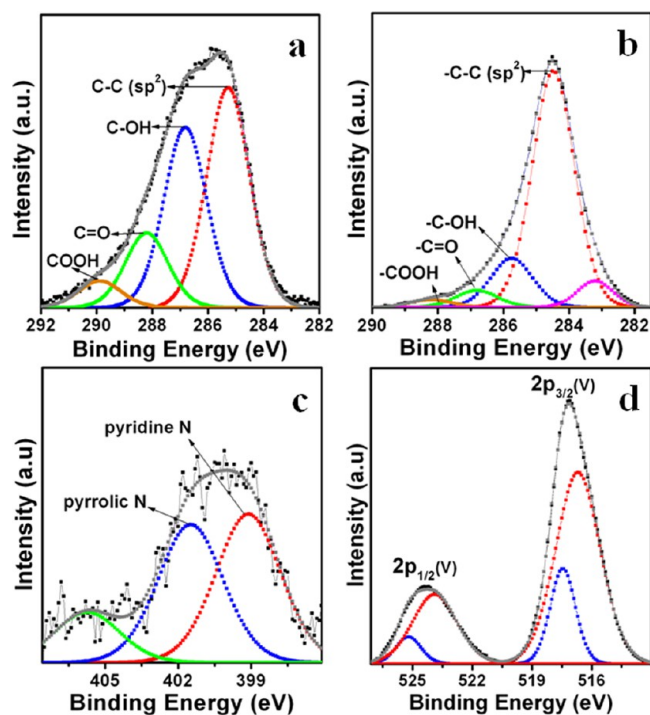 a
C-C (sp²)
C-OH
C=O
COOH
Intensity (a.u.)
292 290 288 286 284 282
Binding Energy (eV)
b
-C-C (sp²)
-C-OH
-C=O
-COOH
Intensity (a.u.)
290 288 286 284 282
Binding Energy (eV)
c
pyridine N
pyrrolic N
Intensity (a.u)
405 402 399
Binding Energy (eV)
d
2p3/2(V)
2p1/2(V)
Intensity (a.u)
525 522 519 516
Binding Energy (eV)